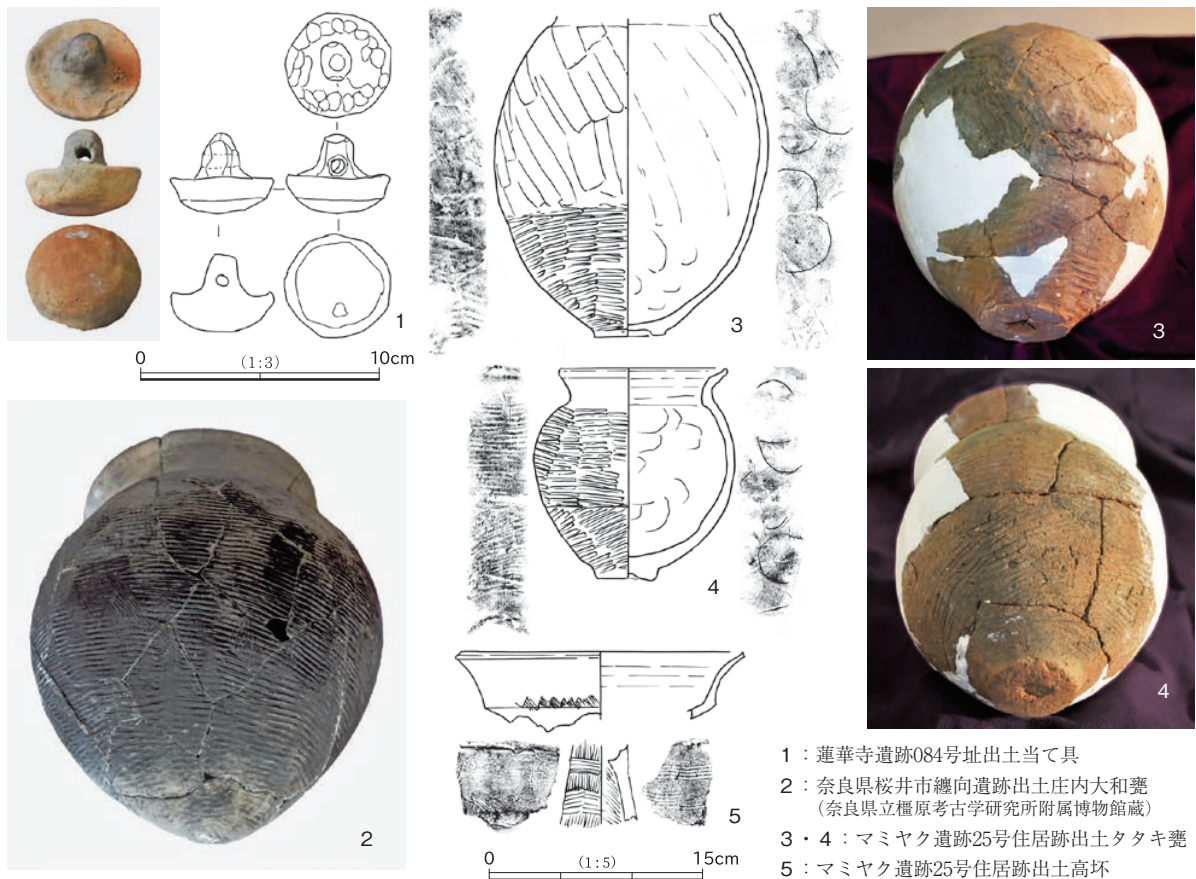 1
0 (1:3) 10cm
2
3
4
5
0 (1:5) 15cm
3
4
1：蓮華寺遺跡084号址出土当て具
2：奈良県桜井市纒向遺跡出土庄内大和甕
（奈良県立橿原考古学研究所附属博物館蔵）
3・4：マミヤク遺跡25号住居跡出土タタキ甕
5：マミヤク遺跡25号住居跡出土高坏